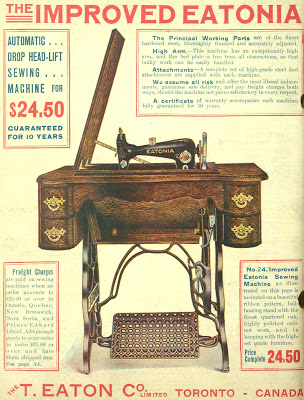 THE IMPROVED EATONIA
AUTOMATIC . . .
DROP HEAD-LIFT
SEWING . . .
MACHINE FOR
$24.50
GUARANTEED
FOR 10 YEARS
The Principal Working Parts are of the finest
hardened steel, thoroughly finished and accurately adjusted.
High Arm.—This machine has an exceptionally high
arm, and the bed plate is free from all obstructions, so that
bulky work can be easily handled.
Attachments—A complete set of high-grade steel foot
attachments are supplied with each machine.
We assume all risk and offer the most liberal induce-
ments, guarantee safe delivery, and pay freight charges both
ways, should the machine not prove satisfactory in every respect.
A certificate of warranty accompanies each machine,
fully guaranteed for 10 years.
EATONIA
Freight Charges
are paid on sewing
machines when an
order amounts to
$25.00 or over in
Ontario, Quebec,
New Brunswick,
Nova Scotia, and
Prince Edward
Island. Add enough
goods to your order
to make $25.00 or
over and have
them shipped free.
See page
No. 24. Improved
Eatonia Sewing
Machine as illus-
trated on this page is
mounted on a beautiful
ribbon pattern, ball
bearing stand with the
finest quartered oak,
highly polished cabi-
net work, and in
keeping with the high-
est grade furniture.
Price
Complete 24.50
THE T. EATON CO. LIMITED TORONTO - CANADA